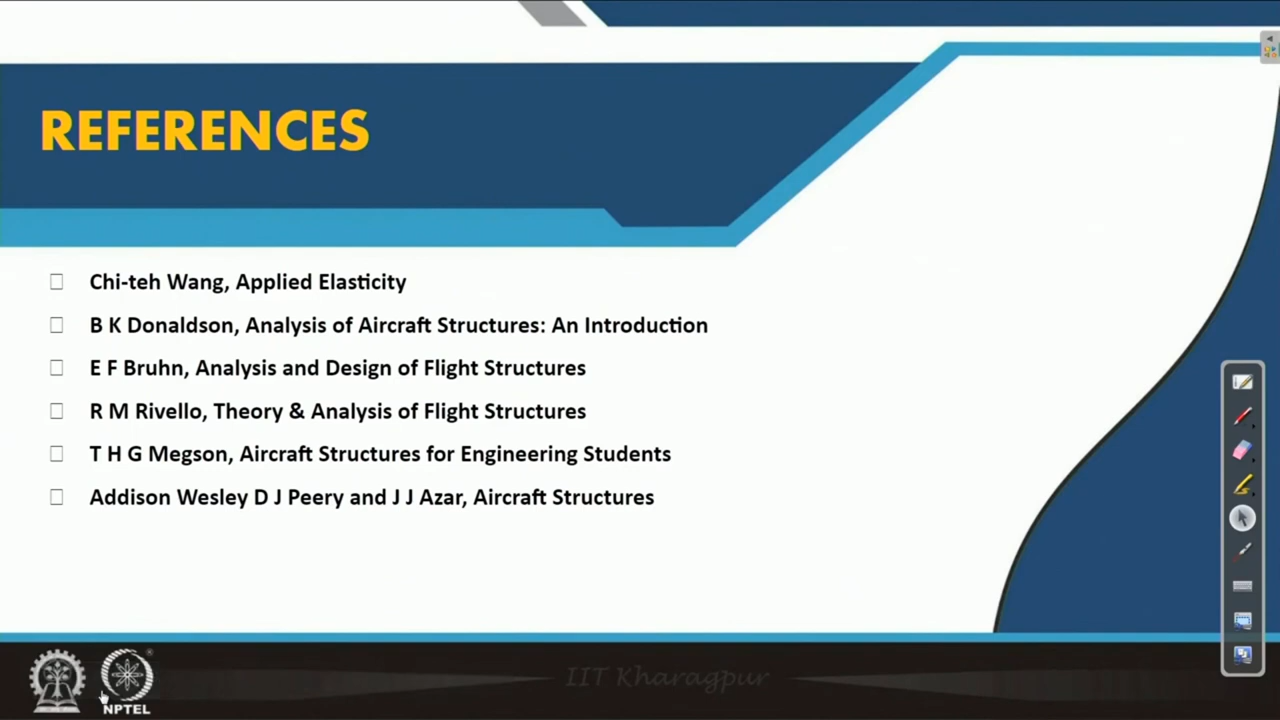 REFERENCES
Chi-teh Wang, Applied Elasticity
B K Donaldson, Analysis of Aircraft Structures: An Introduction
E F Bruhn, Analysis and Design of Flight Structures
R M Rivello, Theory & Analysis of Flight Structures
T H G Megson, Aircraft Structures for Engineering Students
Addison Wesley D J Peery and J J Azar, Aircraft Structures
IIT Kharagpur
NPTEL